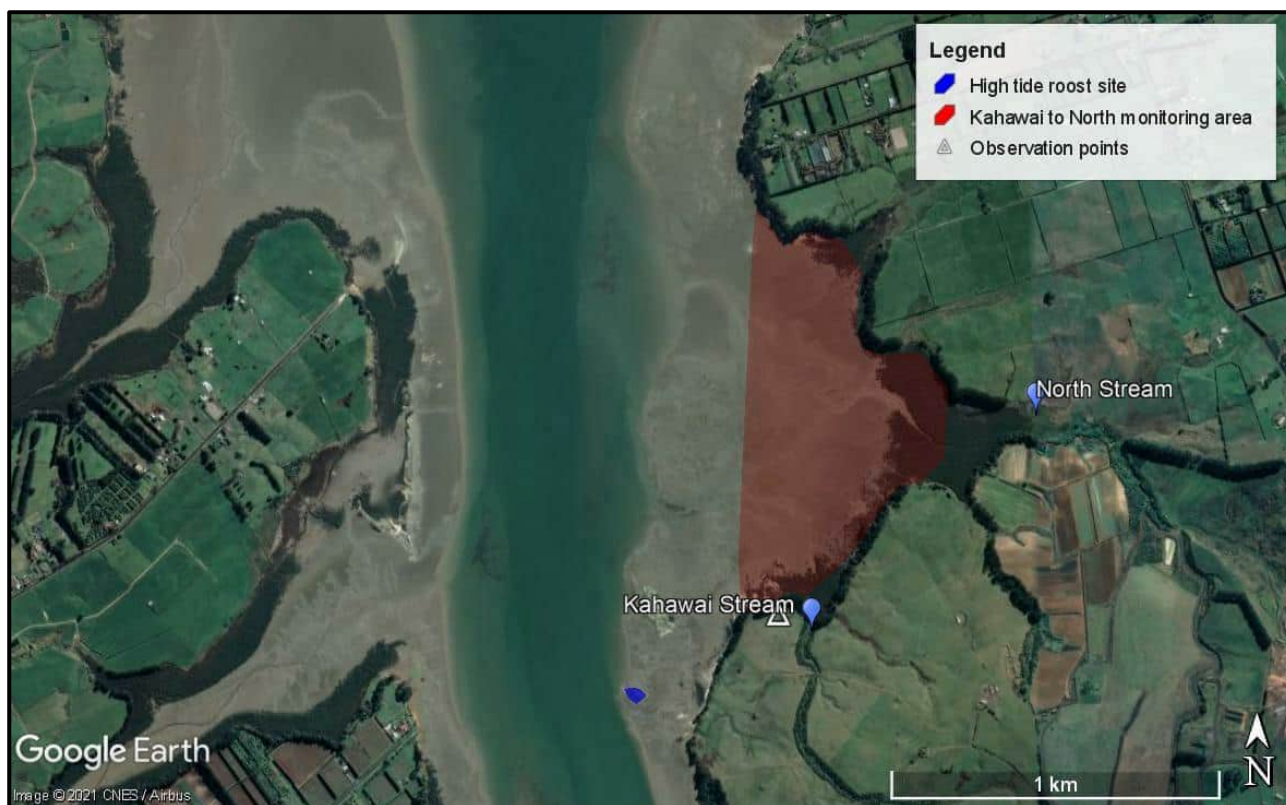 Legend
High tide roost site
Kahawai to North monitoring area
Observation points
North Stream
Kahawai Stream
Google Earth
1 km
N
Image © 2021 CNES / Airbus